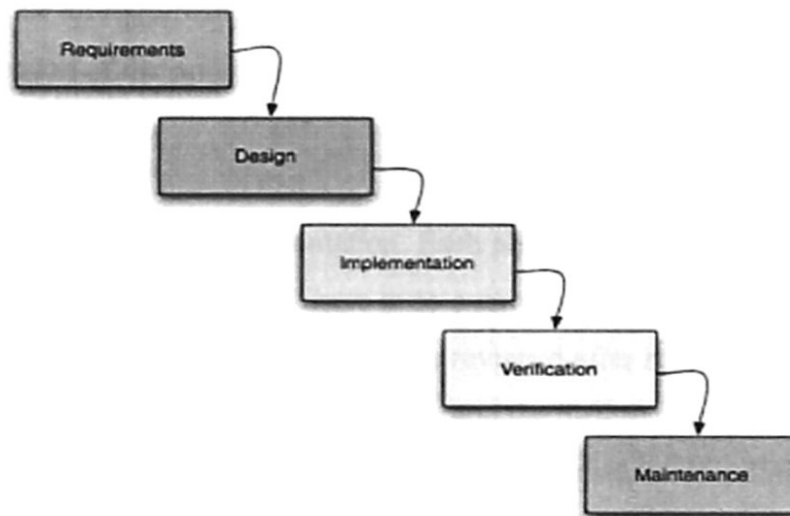 Requirements
Design
Implementation
Verification
Maintenance